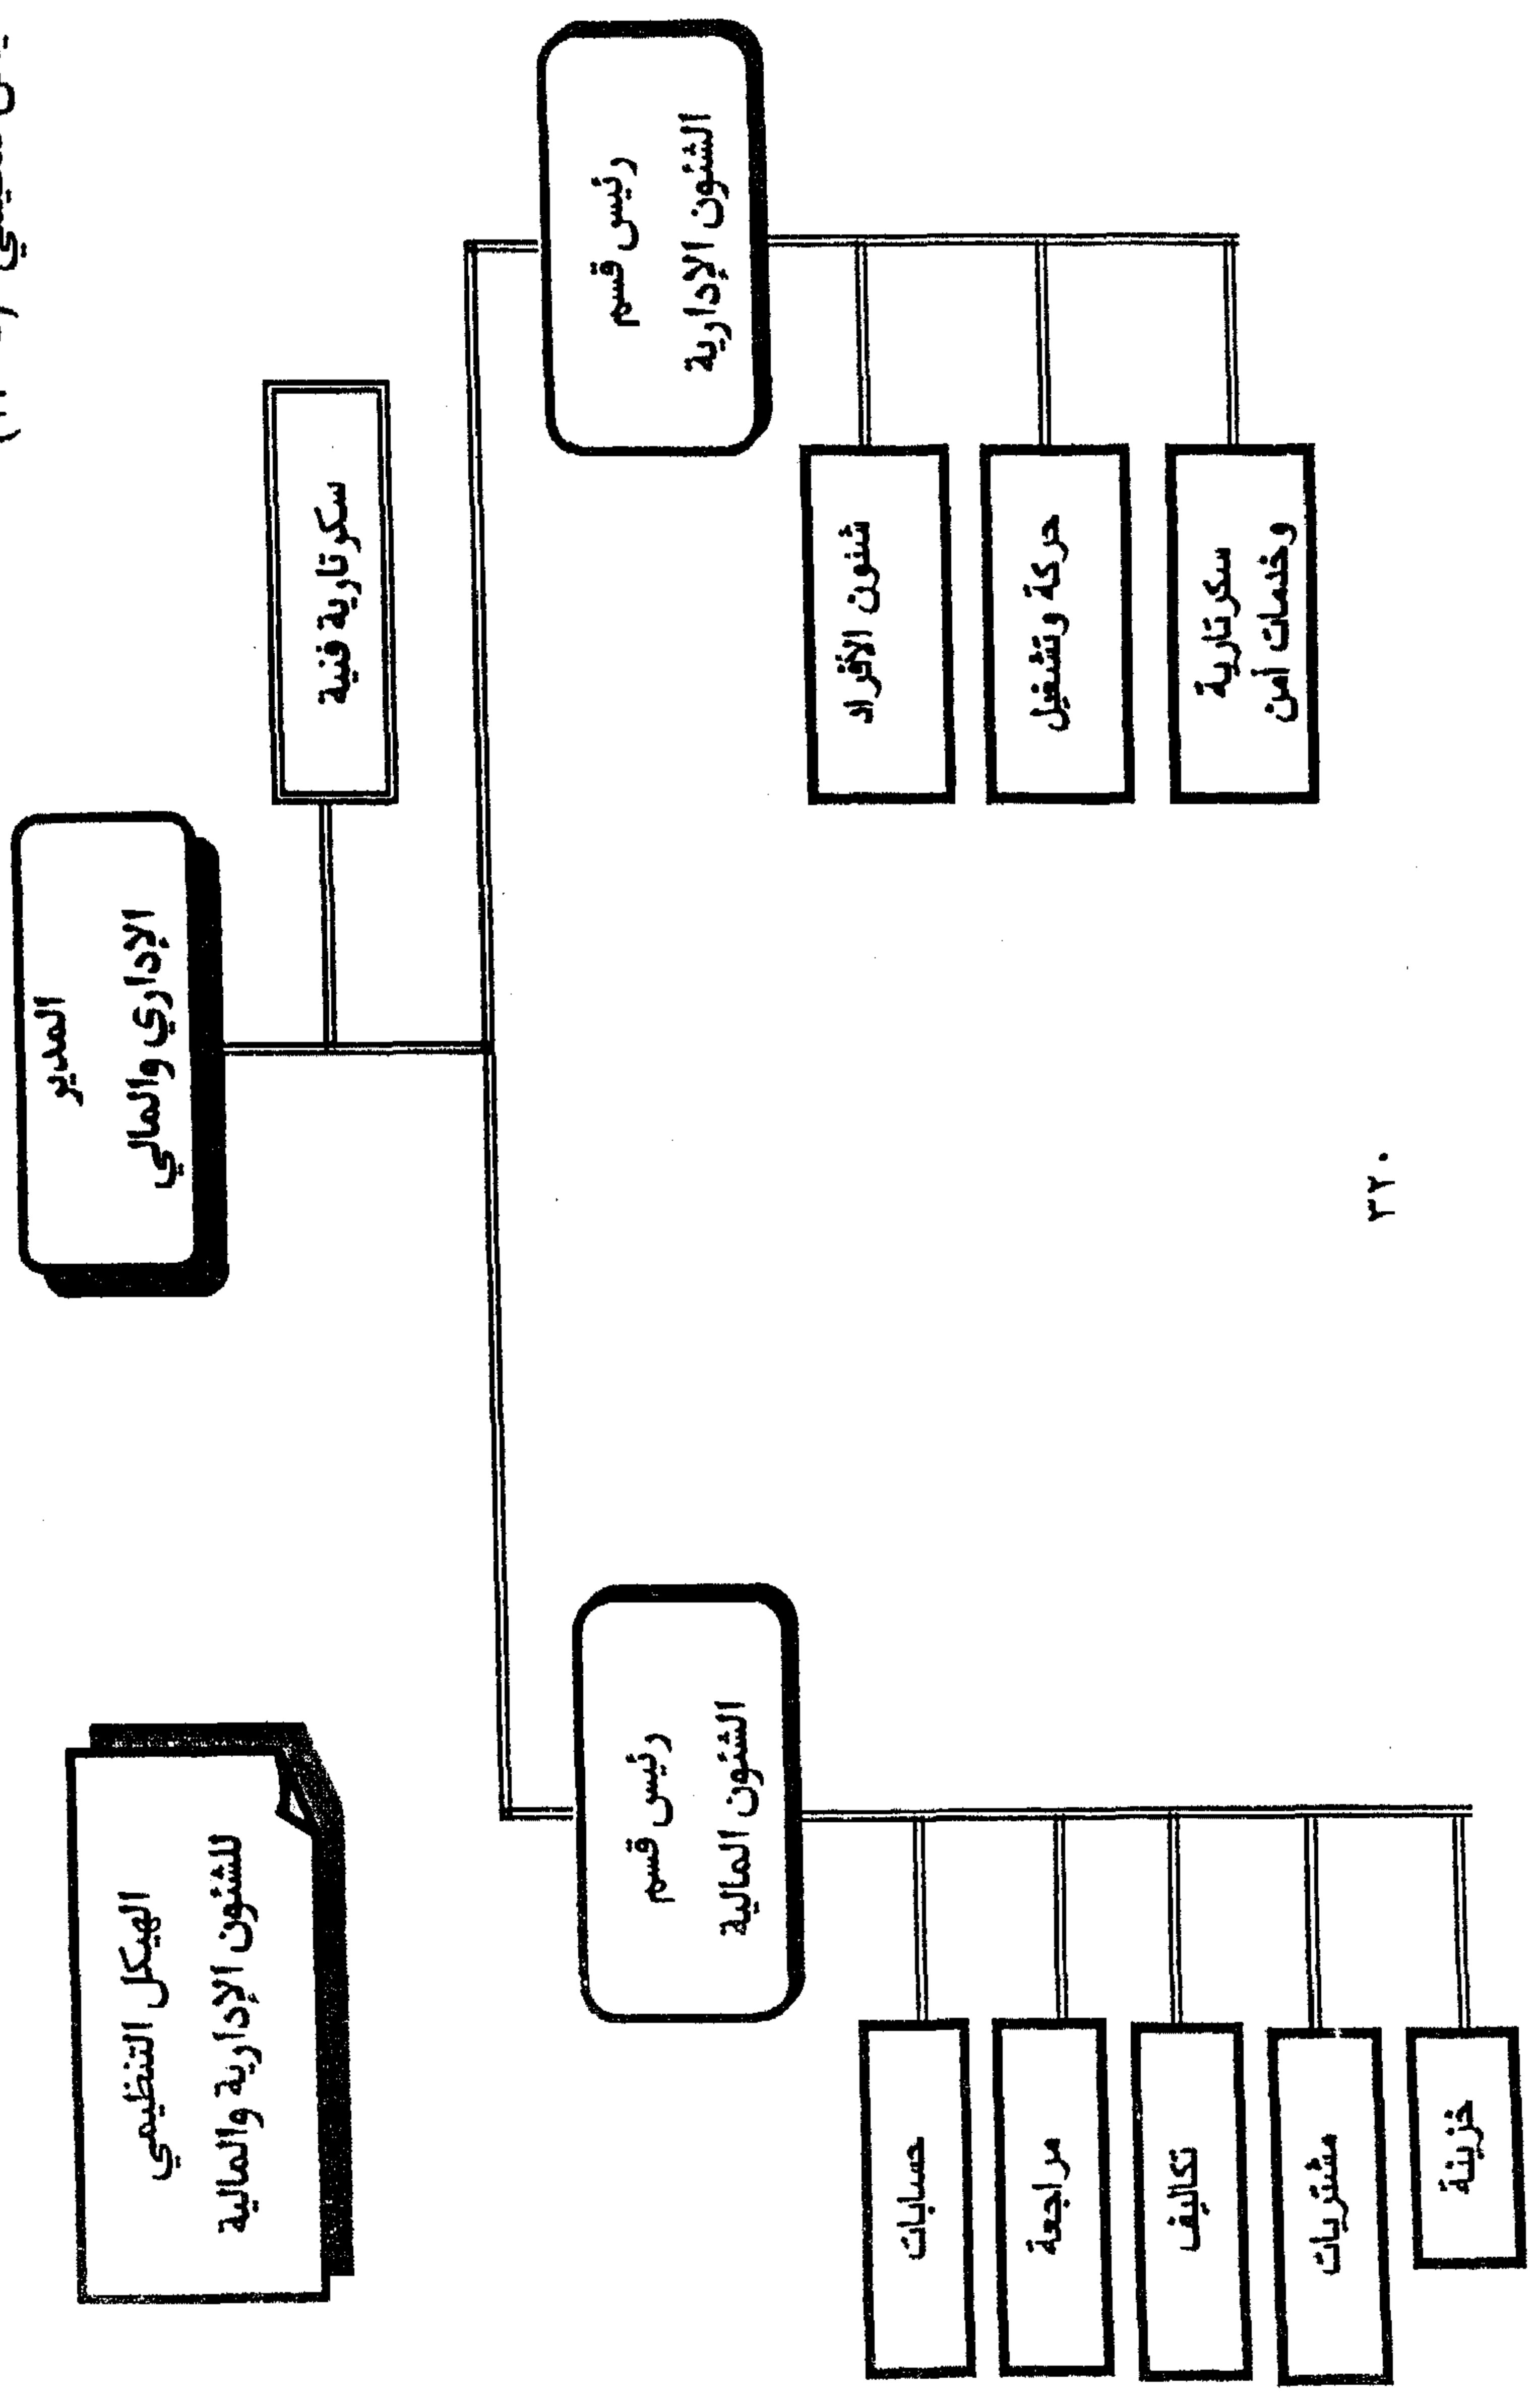 الهيكل التنظيمي
للشئون الإدارية والمالية
المدير
الإداري والمالي
سكرتارية فنية
رئيس قسم
الشئون الإدارية
شئون الأفراد
حركة وتشغيل
سكرتارية
وخدمات أمن
رئيس قسم
الشئون المالية
حسابات
مراجعة
تكاليف
مشتريات
خزينة
٣٢٠